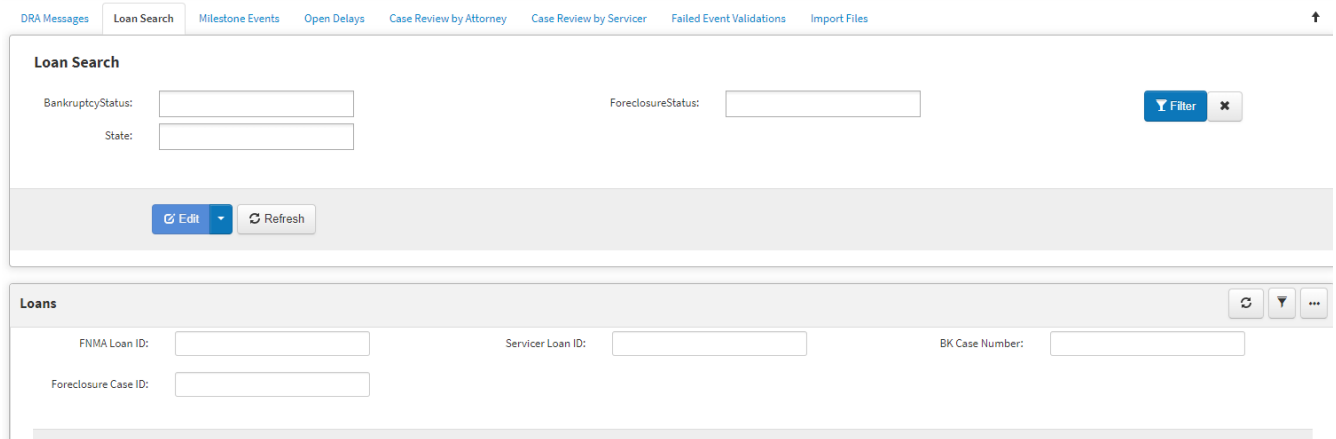 DRA Messages Loan Search Milestone Events Open Delays Case Review by Attorney Case Review by Servicer Failed Event Validations Import Files
Loan Search
BankruptcyStatus: ForeclosureStatus: Filter
State:
Edit Refresh
Loans
FNMA Loan ID: Servicer Loan ID: BK Case Number:
Foreclosure Case ID: